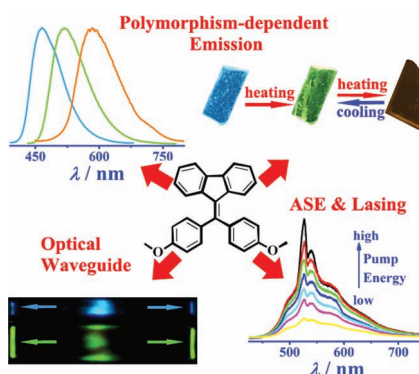 Polymorphism-dependent
Emission
heating
heating
cooling
450 600 750
λ / nm
O
O
Optical
Waveguide
ASE & Lasing
high
Pump
Energy
low
500 600 700
λ / nm